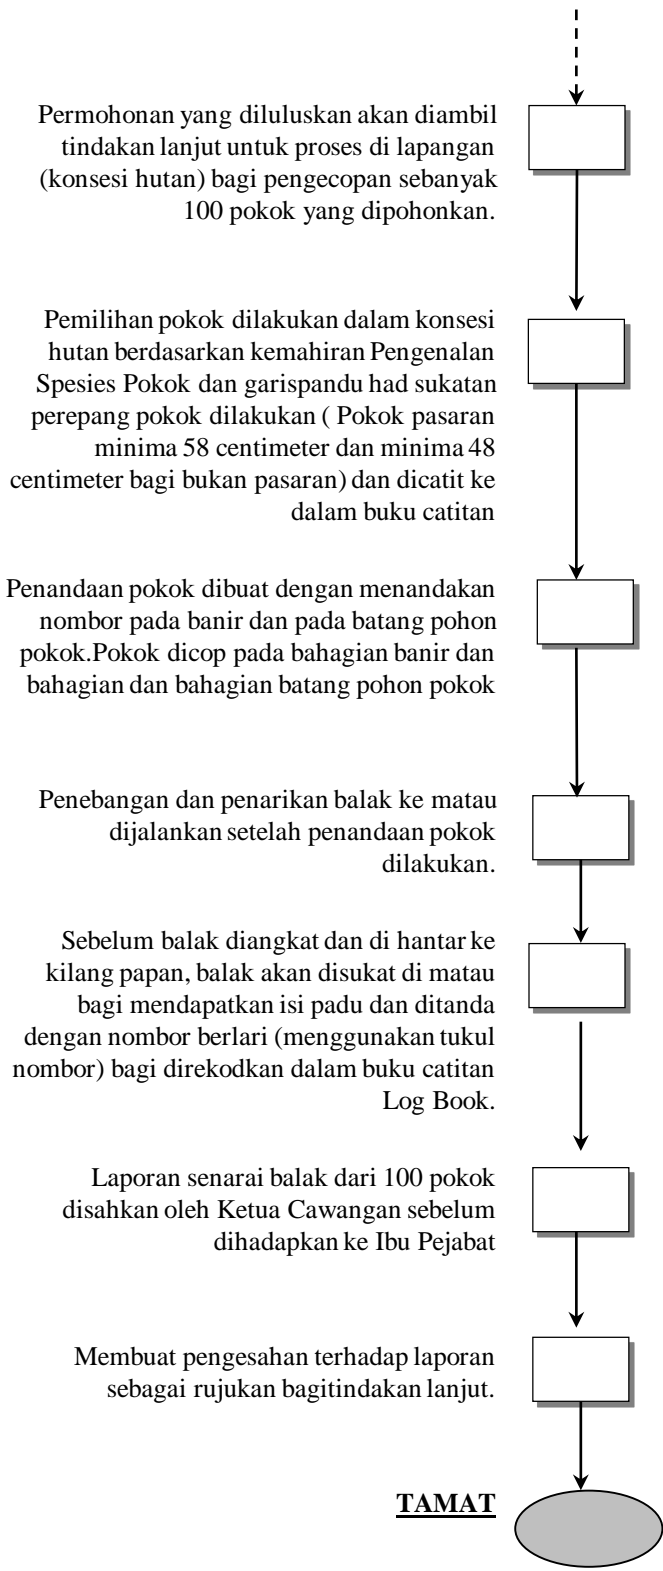 Permohonan yang diluluskan akan diambil
tindakan lanjut untuk proses di lapangan
(konsesi hutan) bagi pengecopan sebanyak
100 pokok yang dipohonkan.
Pemilihan pokok dilakukan dalam konsesi
hutan berdasarkan kemahiran Pengenalan
Spesies Pokok dan garispandu had sukatan
perepang pokok dilakukan ( Pokok pasaran
minima 58 centimeter dan minima 48
centimeter bagi bukan pasaran) dan dicatit ke
dalam buku catitan
Penandaan pokok dibuat dengan menandakan
nombor pada banir dan pada batang pohon
pokok.Pokok dicop pada bahagian banir dan
bahagian dan bahagian batang pohon pokok
Penebangan dan penarikan balak ke matau
dijalankan setelah penandaan pokok
dilakukan.
Sebelum balak diangkat dan di hantar ke
kilang papan, balak akan disukat di matau
bagi mendapatkan isi padu dan ditanda
dengan nombor berlari (menggunakan tukul
nombor) bagi direkodkan dalam buku catitan
Log Book.
Laporan senarai balak dari 100 pokok
disahkan oleh Ketua Cawangan sebelum
dihadapkan ke Ibu Pejabat
Membuat pengesahan terhadap laporan
sebagai rujukan bagitindakan lanjut.
TAMAT